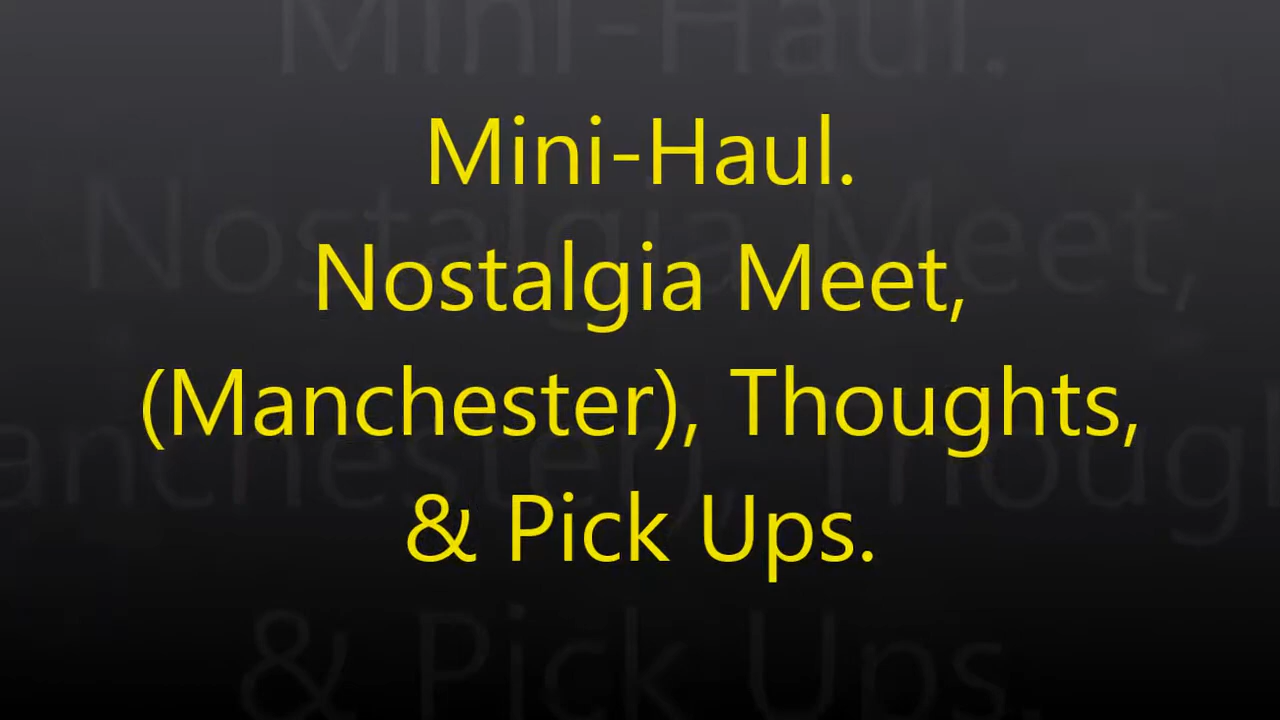 Mini-Haul.
Nostalgia Meet,
(Manchester), Thoughts,
& Pick Ups.